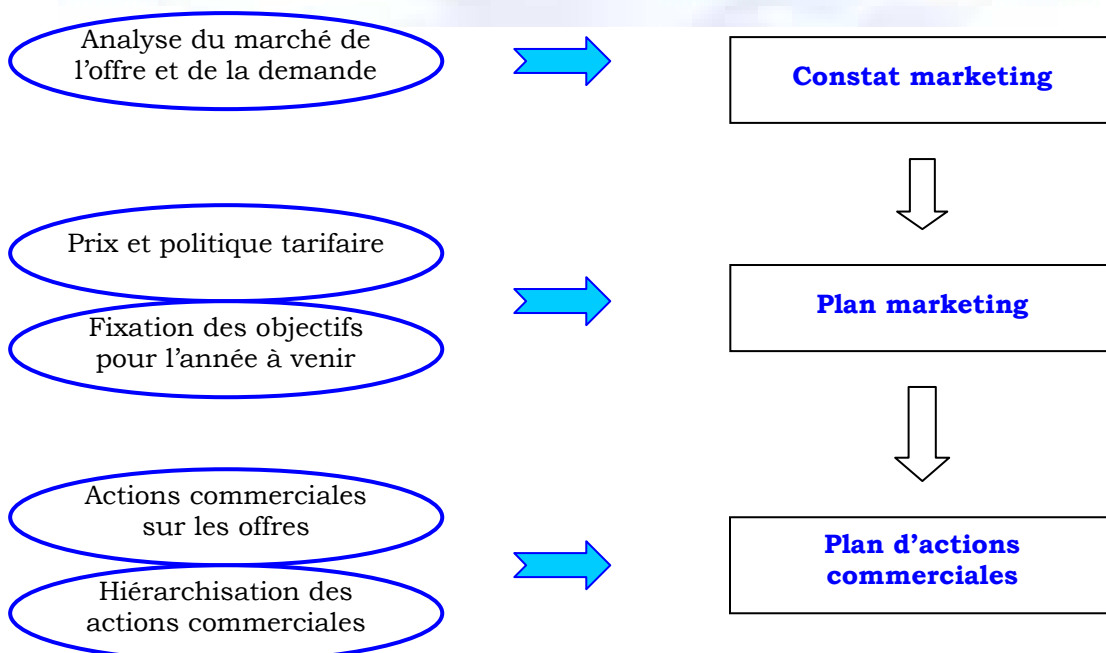 Analyse du marché de
l’offre et de la demande
Constat marketing
Prix et politique tarifaire
Fixation des objectifs
pour l’année à venir
Plan marketing
Actions commerciales
sur les offres
Hiérarchisation des
actions commerciales
Plan d’actions
commerciales